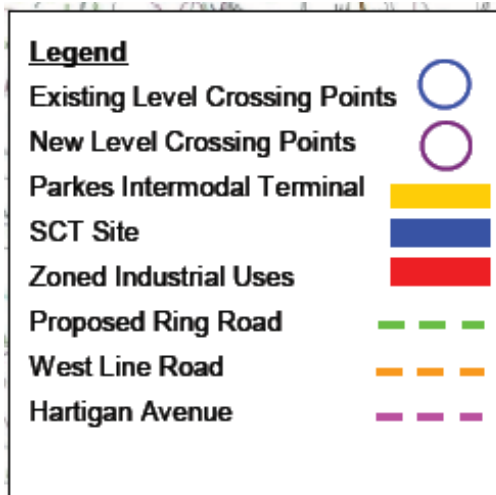 Legend
Existing Level Crossing Points
New Level Crossing Points
Parkes Intermodal Terminal
SCT Site
Zoned Industrial Uses
Proposed Ring Road
West Line Road
Hartigan Avenue